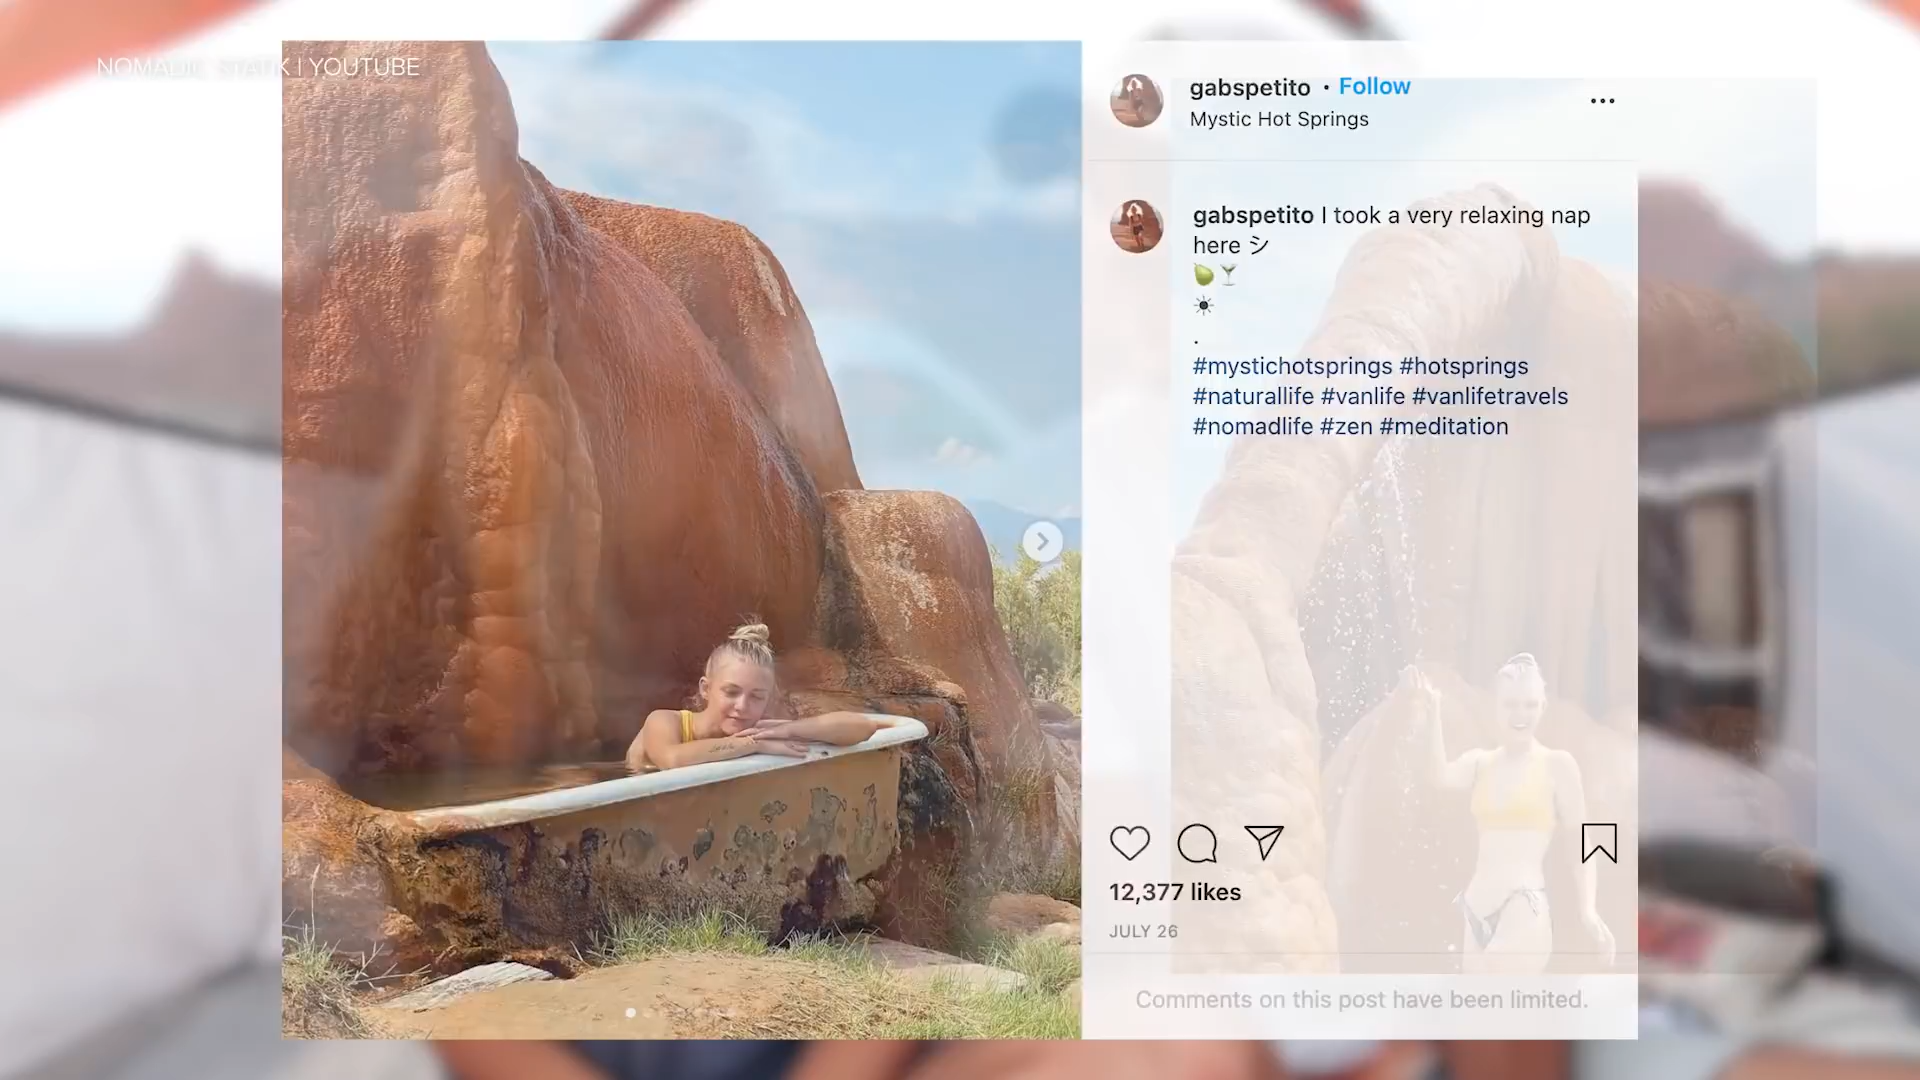 NOMADIC STATIK | YOUTUBE
gabspetito • Follow
Mystic Hot Springs
gabspetito I took a very relaxing nap
here シ
🍐🍸
☀
.
#mystichotsprings #hotsprings
#naturallife #vanlife #vanlifetravels
#nomadlife #zen #meditation
12,377 likes
JULY 26
Comments on this post have been limited.